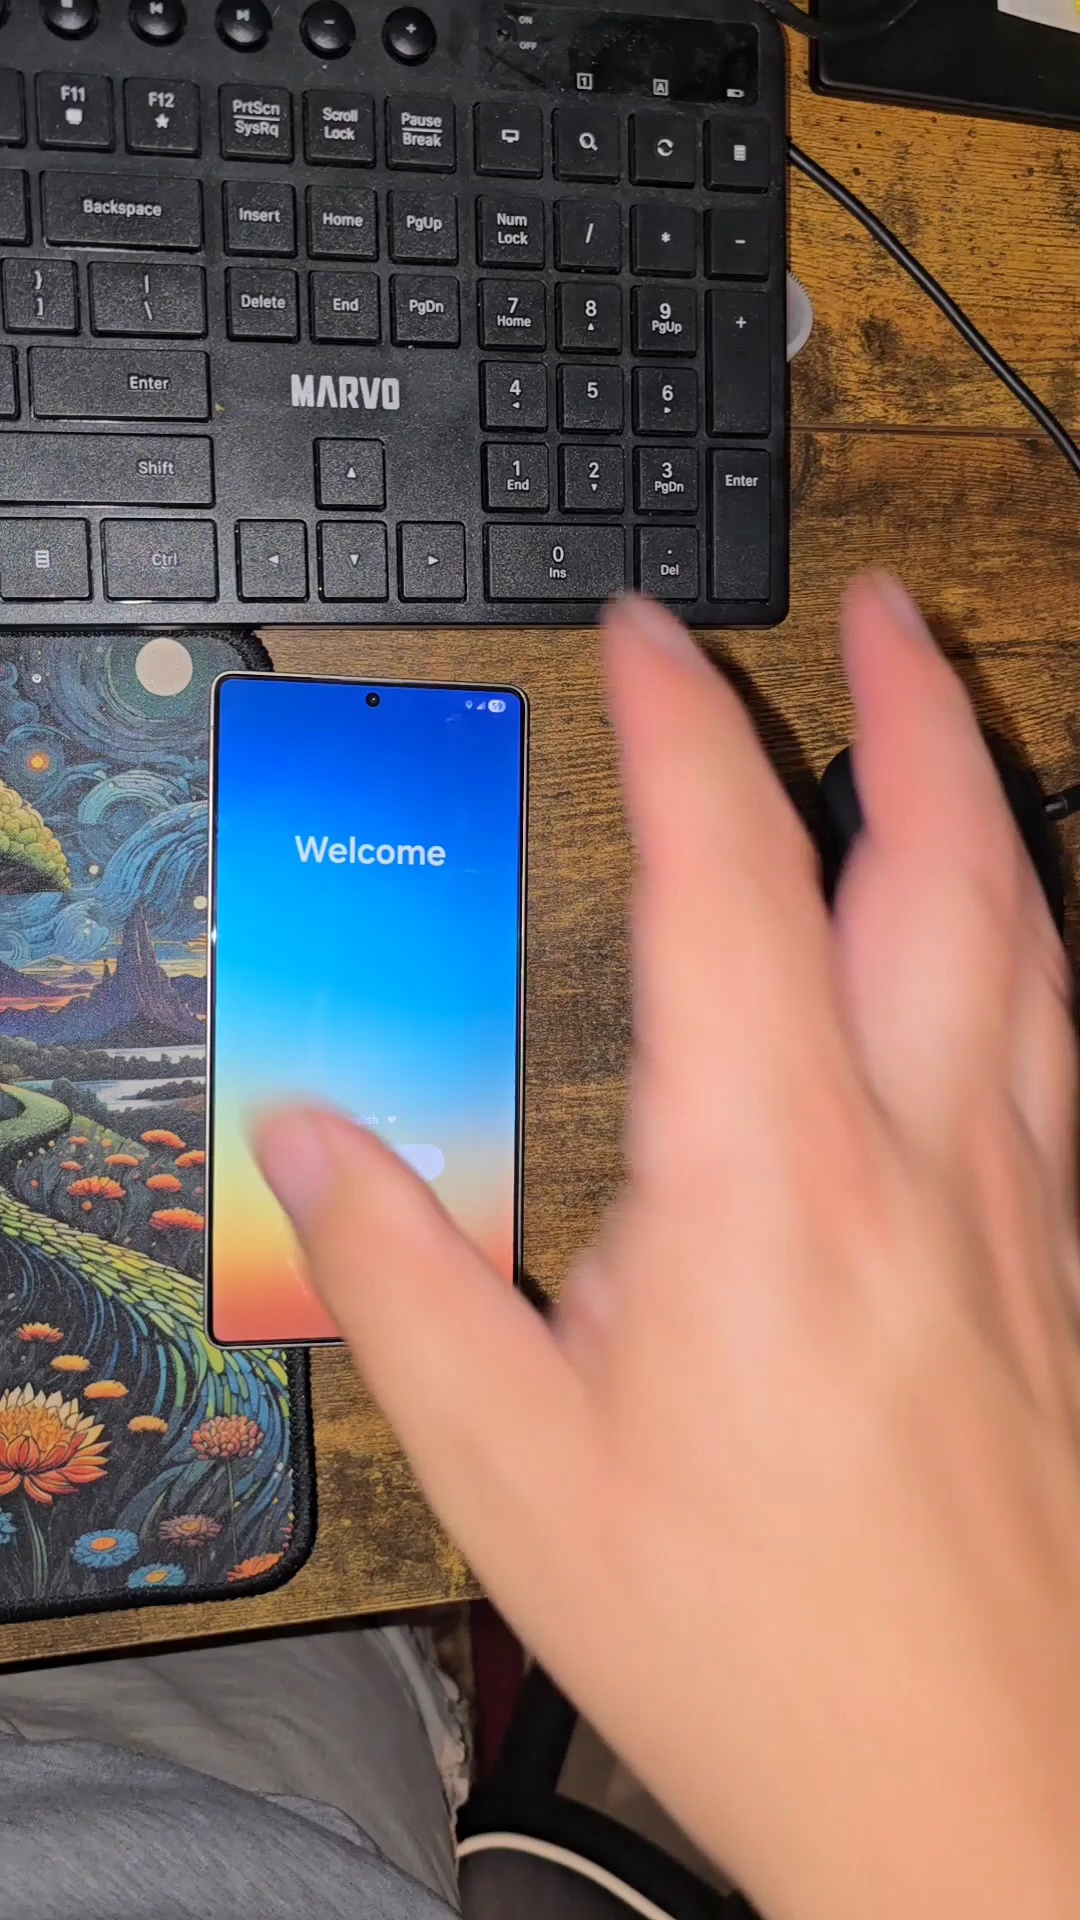 ON
OFF
1
A
F11
F12
PrtScn
SysRq
Scroll
Lock
Pause
Break
Backspace
Insert
Home
PgUp
Num
Lock
/
*
-
}
]
|
\
Delete
End
PgDn
7
Home
8
9
PgUp
+
Enter
MARVO
4
5
6
Shift
1
End
2
3
PgDn
Enter
Ctrl
0
Ins
.
Del
Welcome